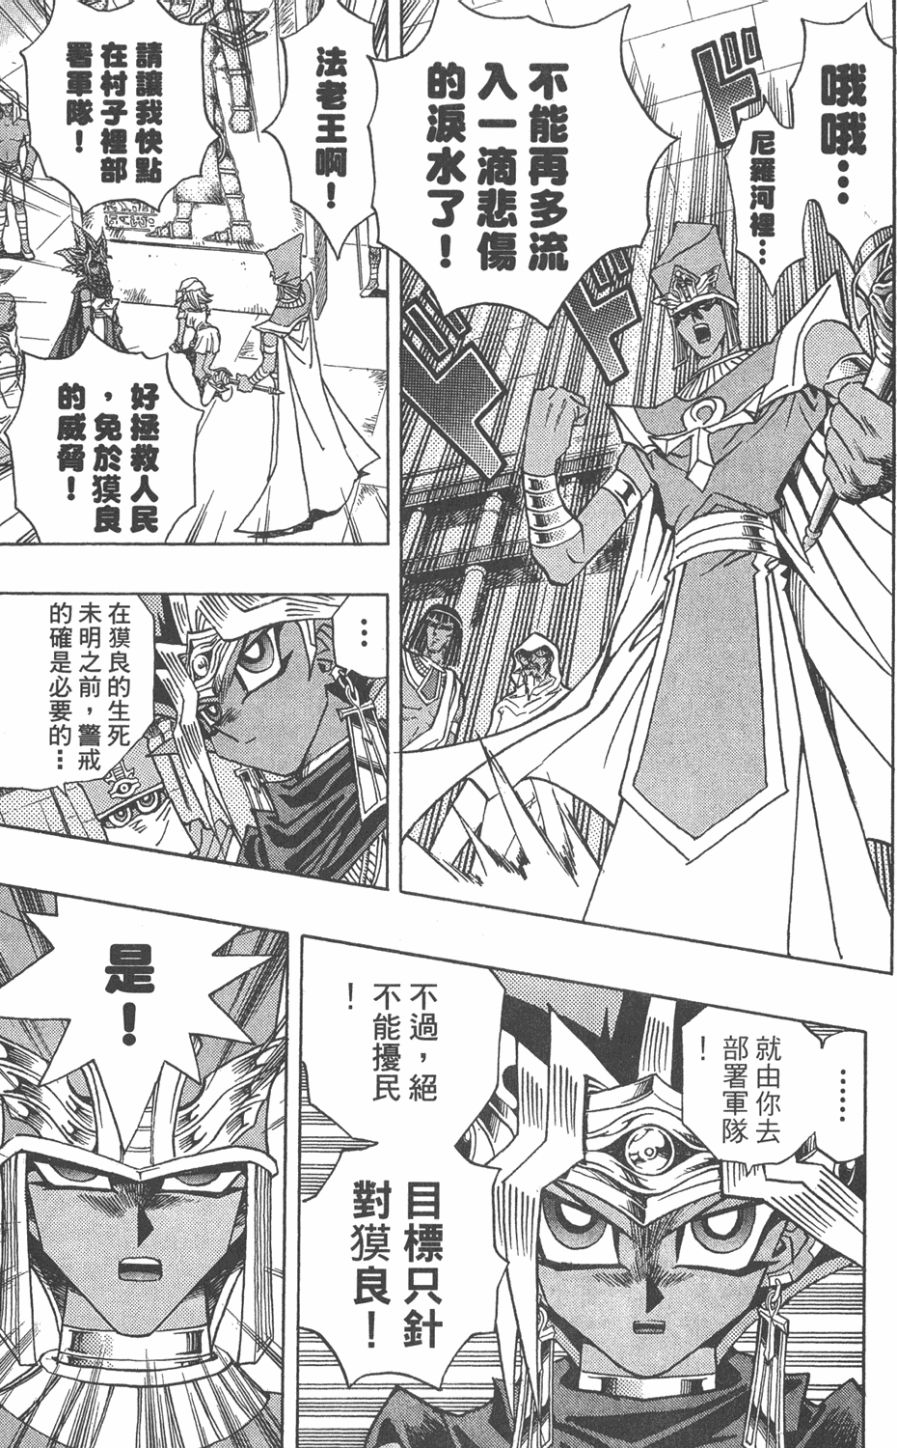 哦哦…
尼羅河裡…
不能再多流
入一滴悲傷
的淚水了！
ドド
ドド
法老王啊！
請讓我快點
在村子裡部
署軍隊！
好拯救人民
，免於獏良
的威脅！
…
在獏良的生死
未明之前，警戒
的確是必要的…
……
就由你去
部署軍隊
！
不過，絕
不能擾民
！
目標只針
對獏良！
是！